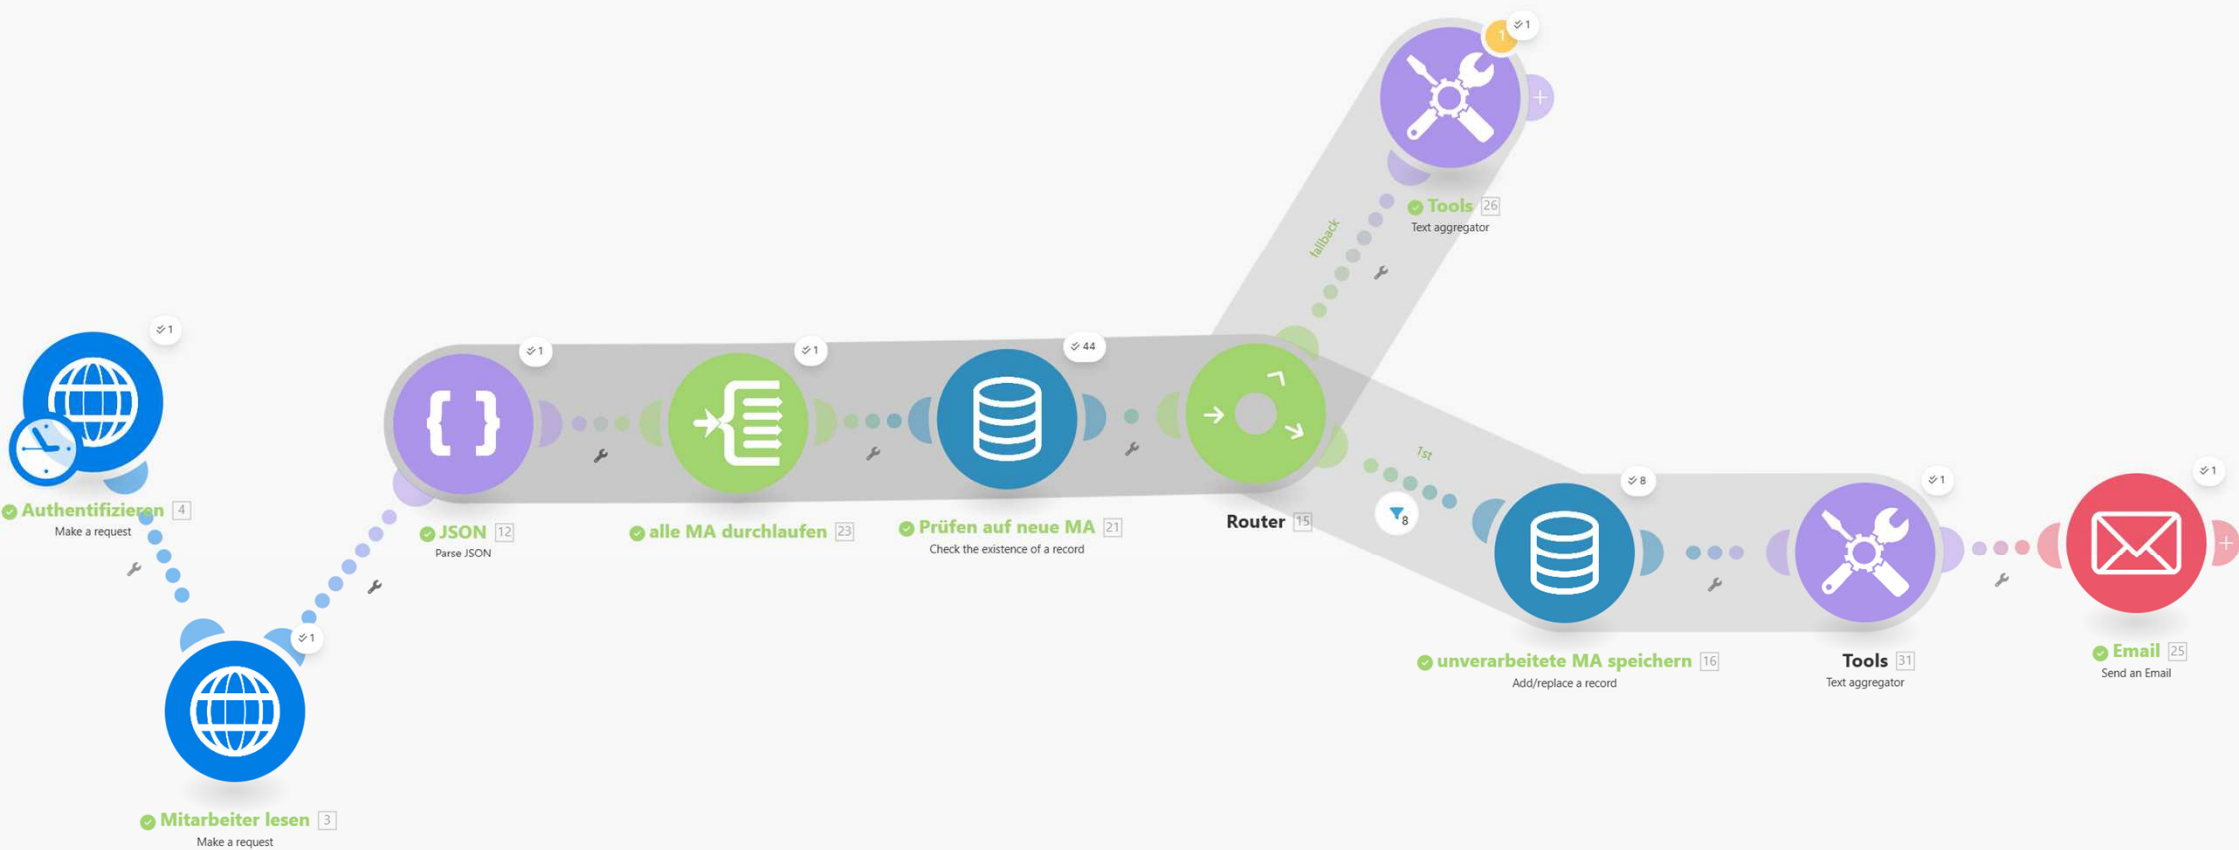 1
1
Tools 26
Text aggregator
fallback
1
Authentifizieren 4
Make a request
1
JSON 12
Parse JSON
1
alle MA durchlaufen 23
44
Prüfen auf neue MA 21
Check the existence of a record
Router 15
1st
8
8
unverarbeitete MA speichern 16
Add/replace a record
1
Tools 31
Text aggregator
1
Email 25
Send an Email
1
Mitarbeiter lesen 3
Make a request